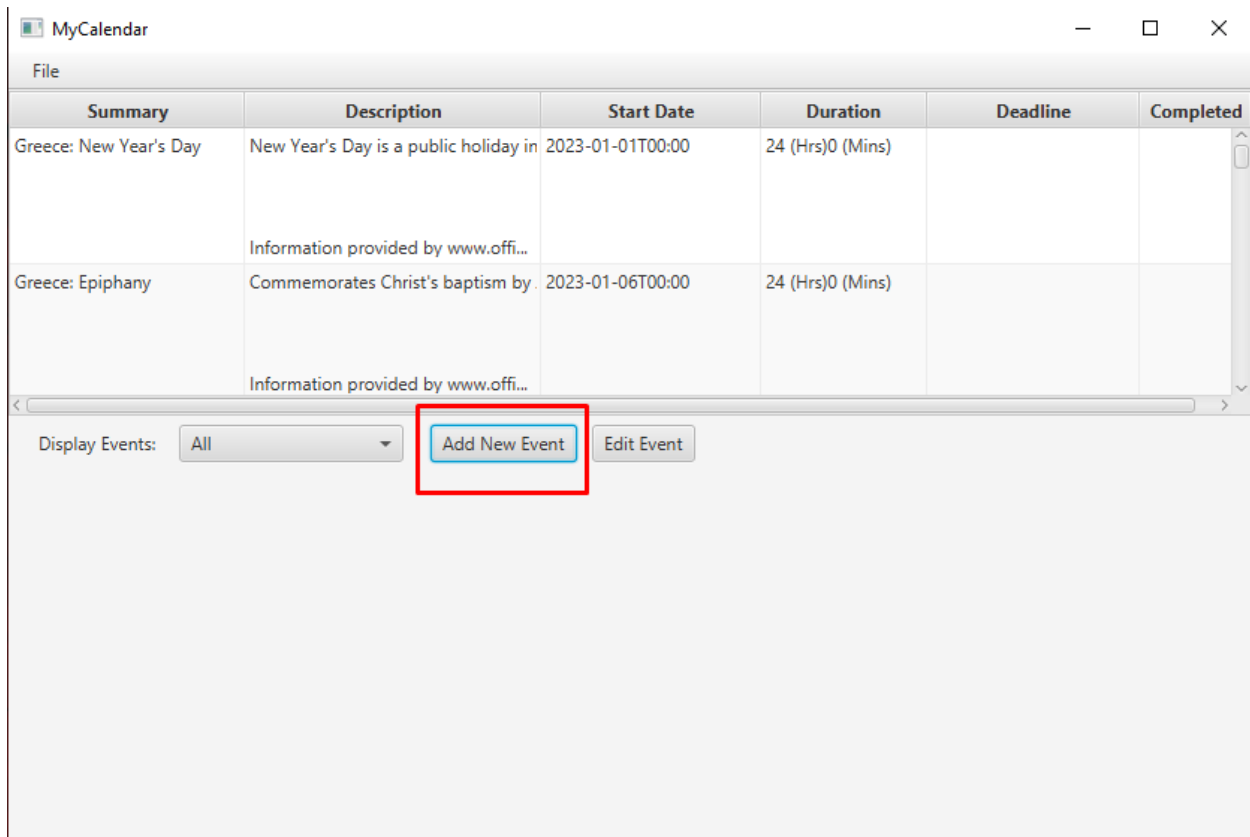 MyCalendar
File
Summary Description Start Date Duration Deadline Completed
Greece: New Year's Day New Year's Day is a public holiday in 2023-01-01T00:00 24 (Hrs)0 (Mins)
Information provided by www.offi...
Greece: Epiphany Commemorates Christ's baptism by 2023-01-06T00:00 24 (Hrs)0 (Mins)
Information provided by www.offi...
Display Events: All Add New Event Edit Event